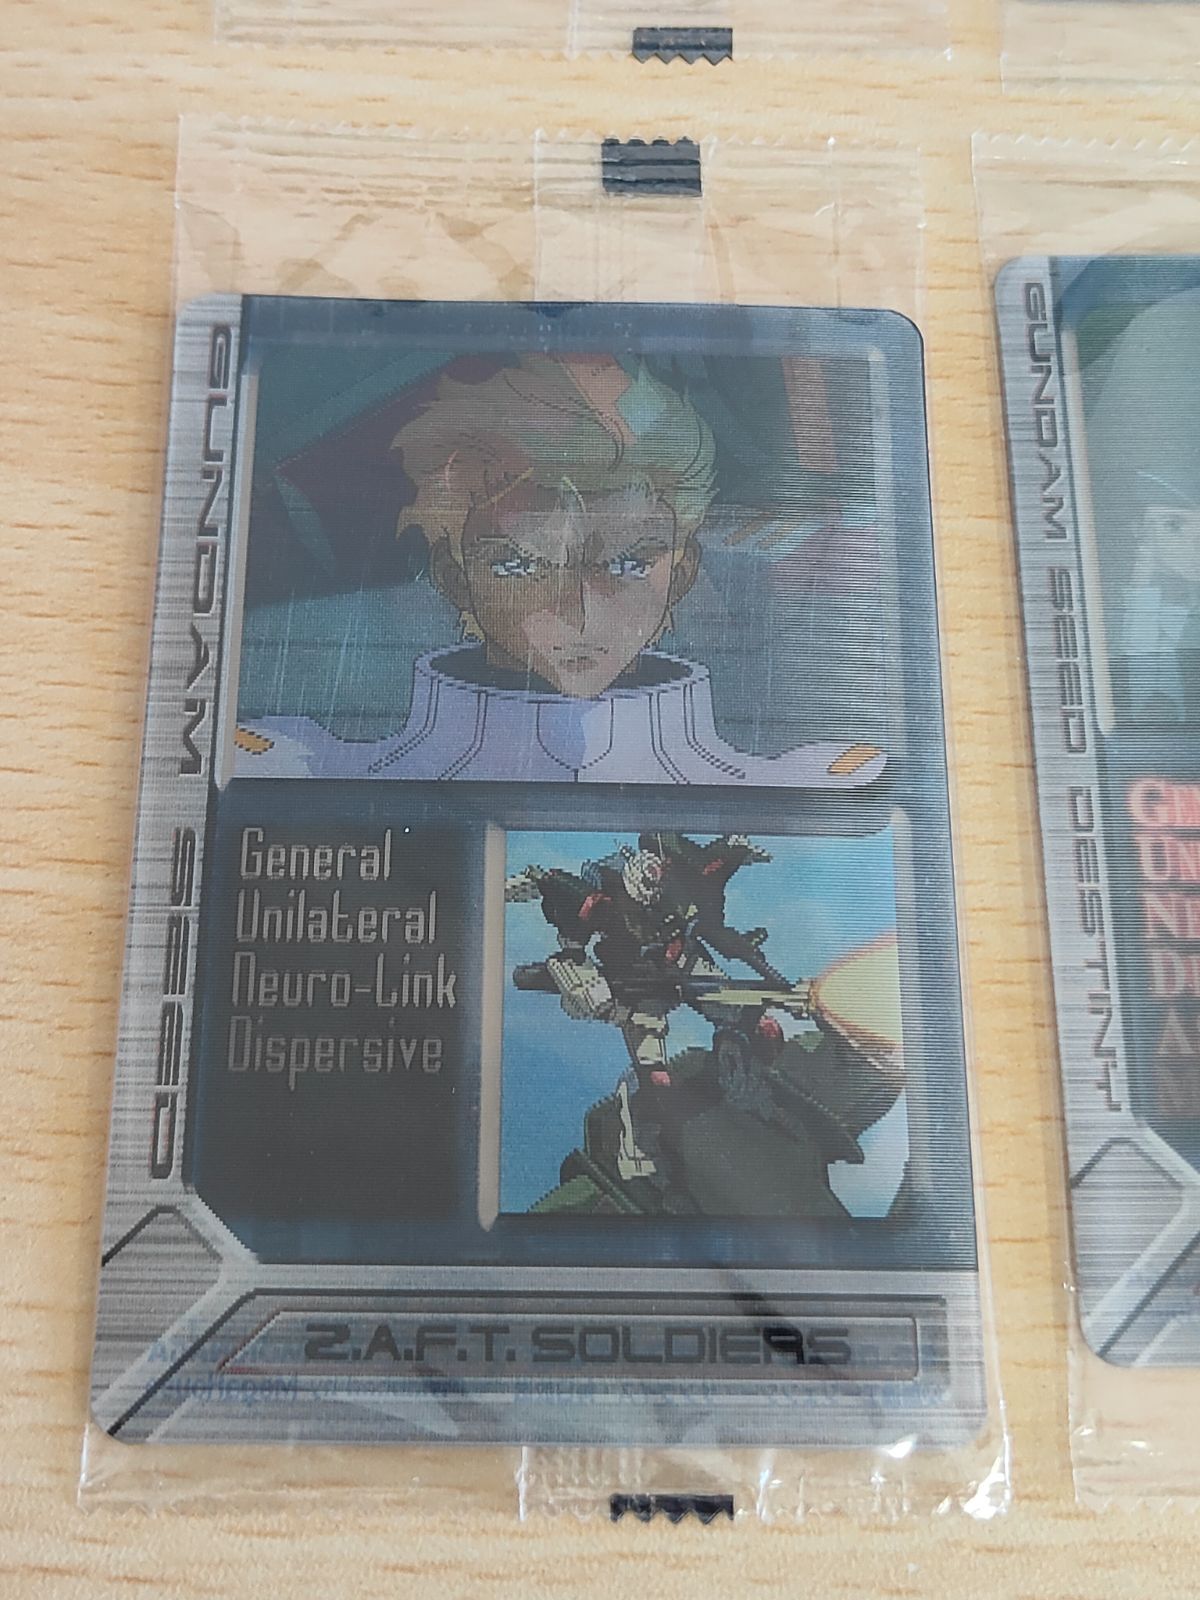 GUNDAM SEED
General
Unilateral
Neuro-Link
Dispersive
Z.A.F.T. SOLDIERS
GUNDAM SEED DESTINY